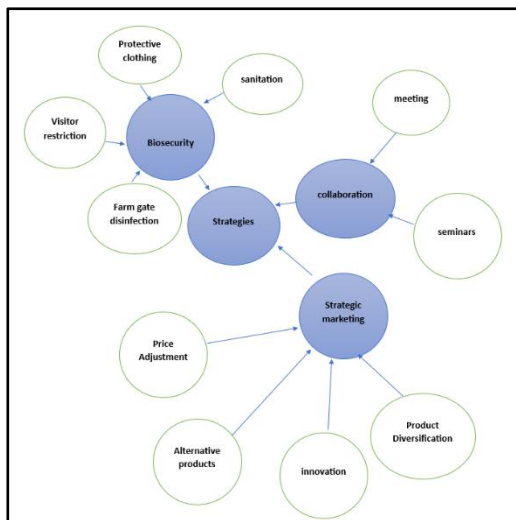 Protective
clothing
sanitation
meeting
Visitor
restriction
Biosecurity
Farm gate
disinfection
Strategies
collaboration
seminars
Strategic
marketing
Price
Adjustment
Alternative
products
innovation
Product
Diversification